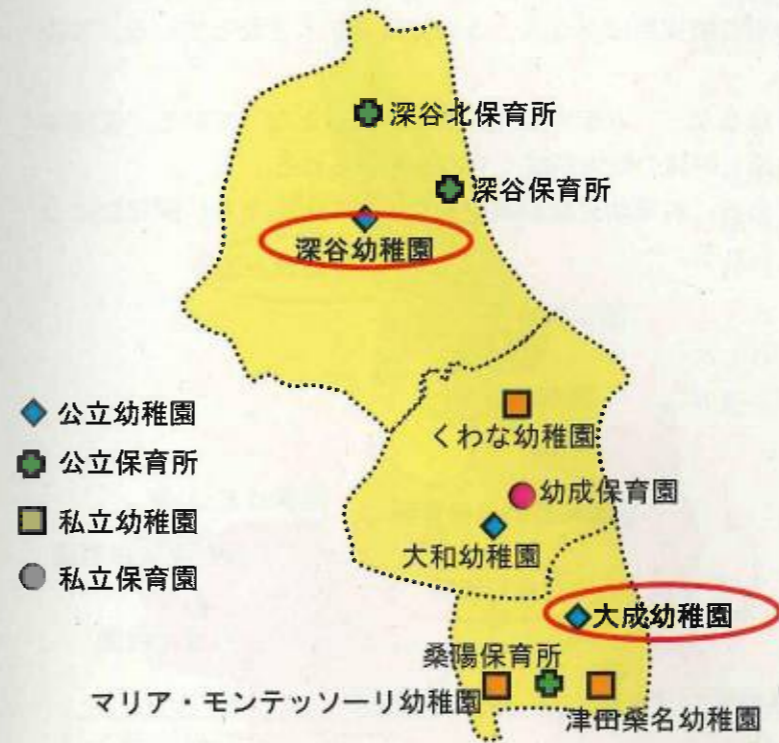 深谷北保育所
深谷保育所
深谷幼稚園
くわな幼稚園
幼成保育園
大和幼稚園
大成幼稚園
桑陽保育所
マリア・モンテッソーリ幼稚園
津田桑名幼稚園
公立幼稚園
公立保育所
私立幼稚園
私立保育園